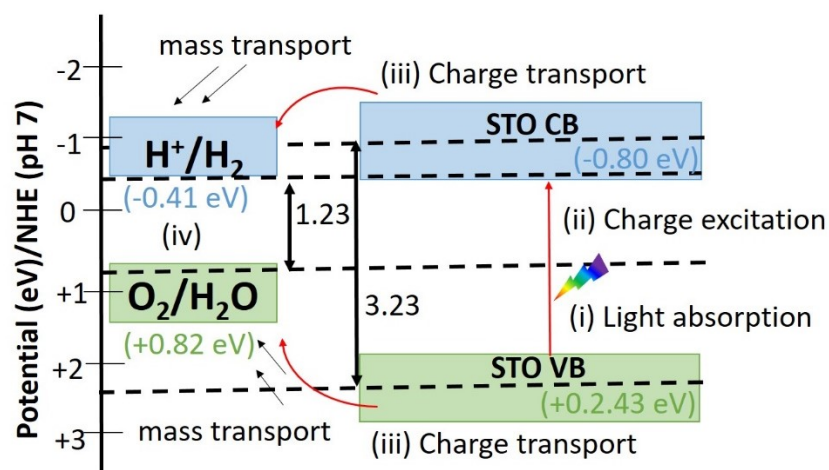 mass transport
(iii) Charge transport
-2
-1
0
+1
+2
+3
Potential (eV)/NHE (pH 7)
H⁺/H₂
(-0.41 eV)
(iv)
O₂/H₂O
(+0.82 eV)
mass transport
1.23
3.23
STO CB
(-0.80 eV)
(ii) Charge excitation
(i) Light absorption
STO VB
(+0.2.43 eV)
(iii) Charge transport